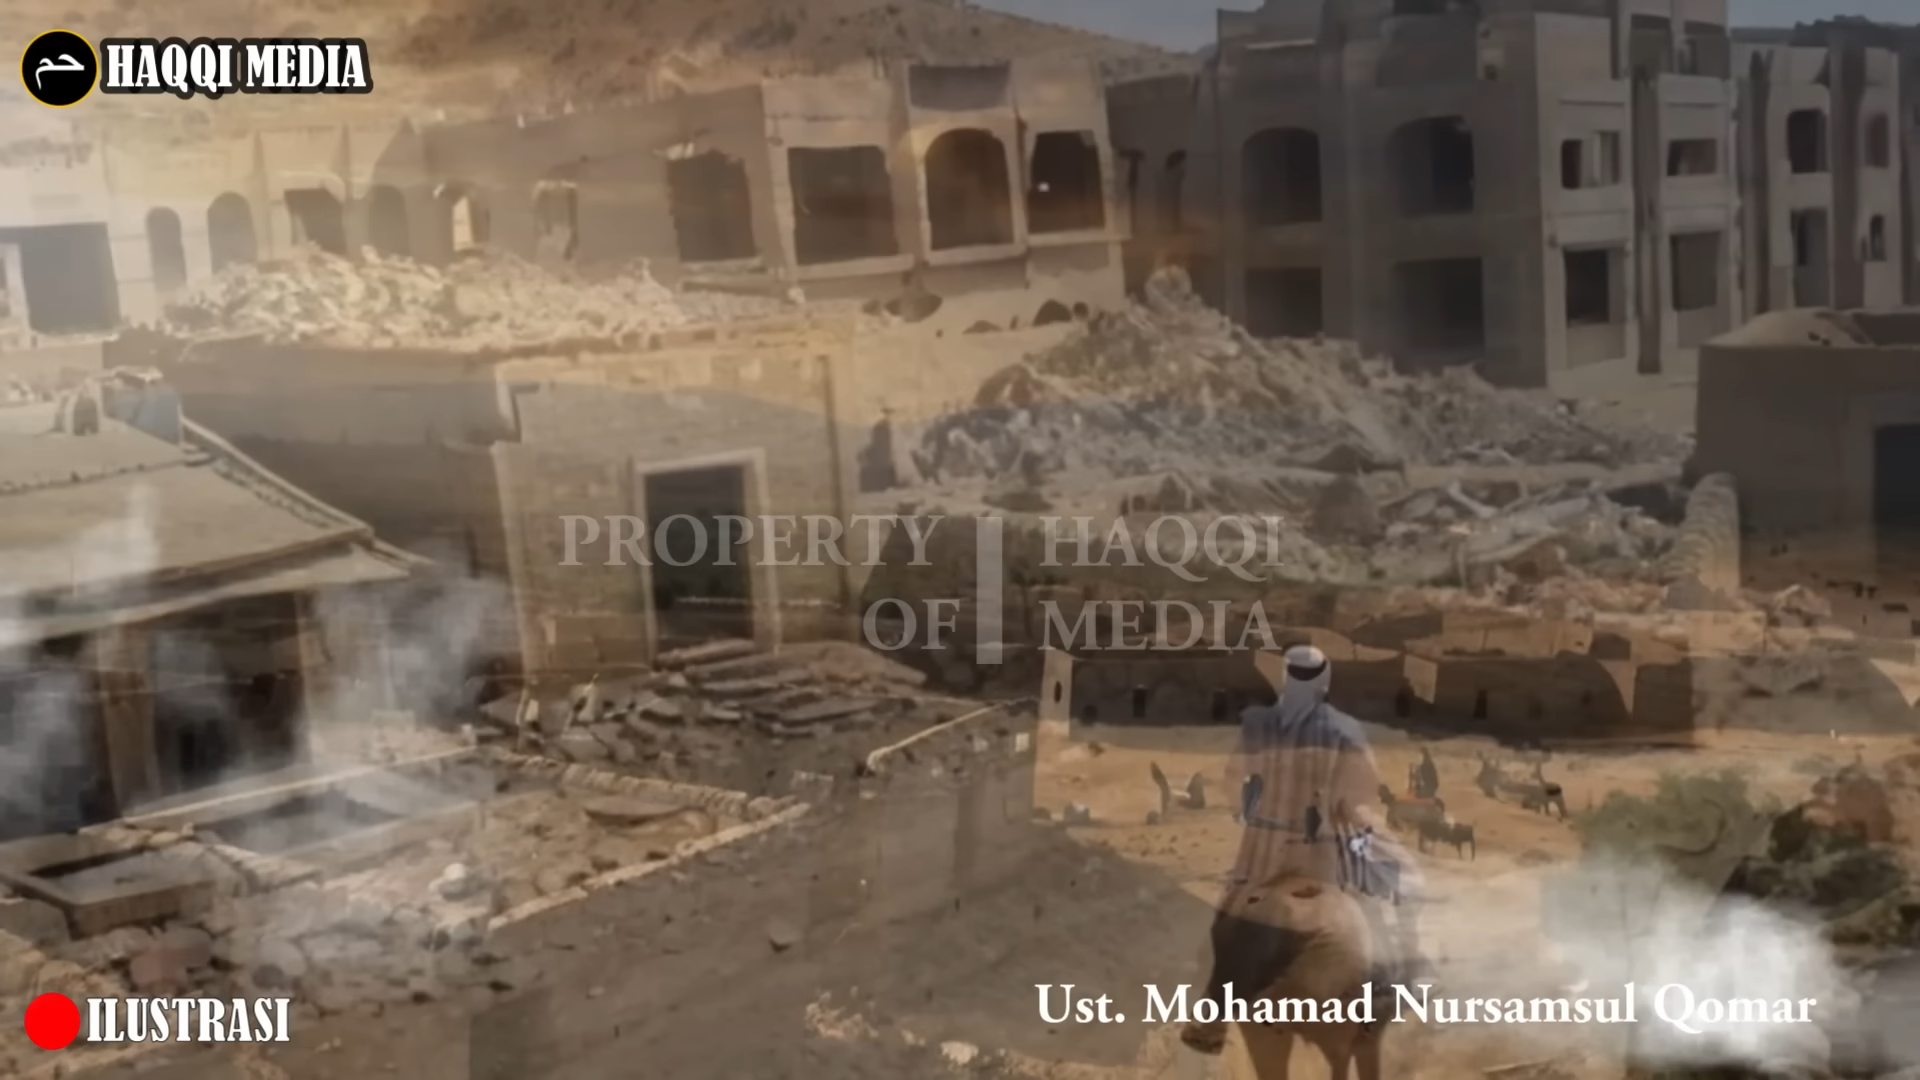 حم HAQQI MEDIA
PROPERTY HAQQI
OF MEDIA
Ust. Mohamad Nursamsul Qomar
ILUSTRASI